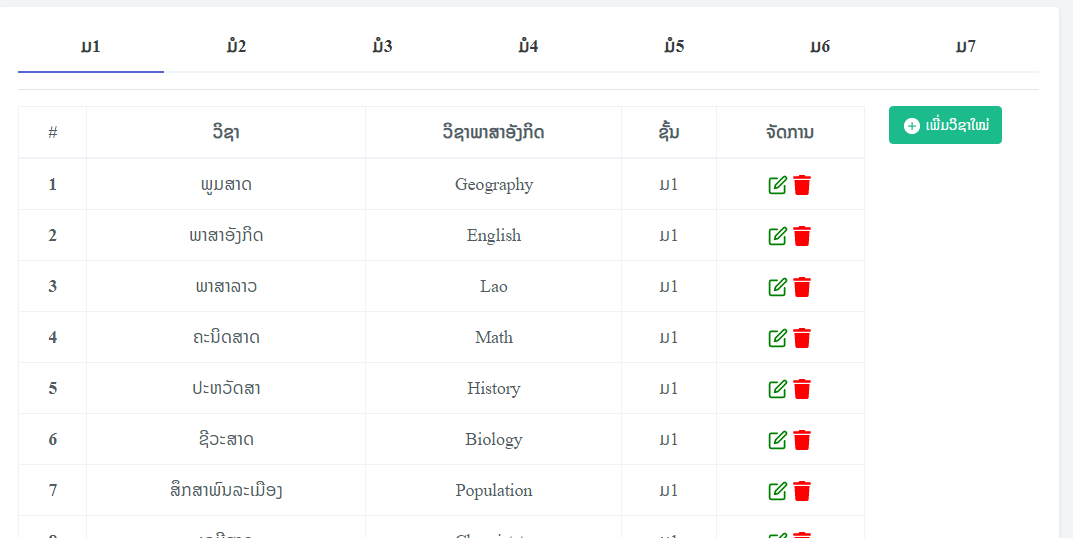 ມ1 ມໍ2 ມໍ3 ມໍ4 ມໍ5 ມ6 ມ7
# ວິຊາ ວິຊາພາສາອັງກິດ ຊັ້ນ ຈັດການ
ເພີ່ມວິຊາໃໝ່
1 ພູມສາດ Geography ມ1
2 ພາສາອັງກິດ English ມ1
3 ພາສາລາວ Lao ມ1
4 ຄະນິດສາດ Math ມ1
5 ປະຫວັດສາ History ມ1
6 ຊີວະສາດ Biology ມ1
7 ສຶກສາພົນລະເມືອງ Population ມ1